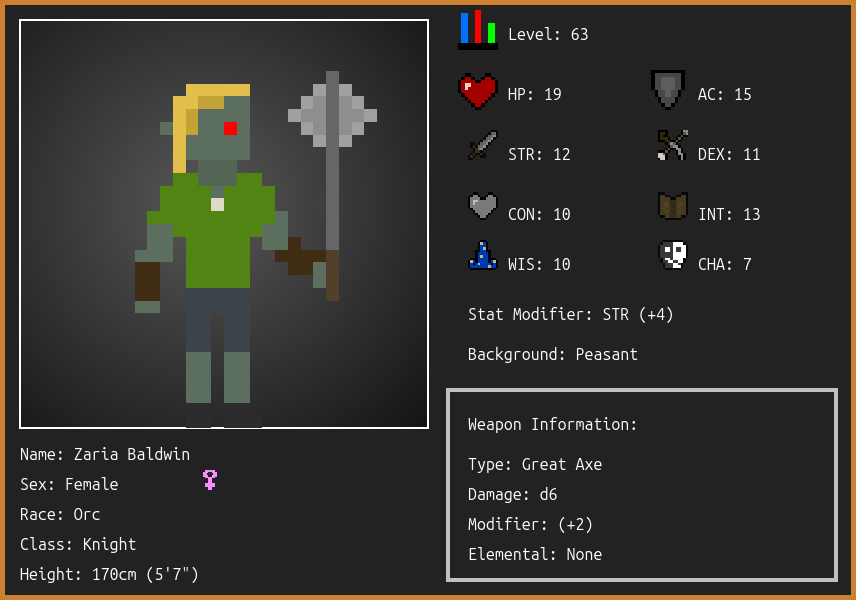 Level: 63
HP: 19
AC: 15
STR: 12
DEX: 11
CON: 10
INT: 13
WIS: 10
CHA: 7
Stat Modifier: STR (+4)
Background: Peasant
Weapon Information:
Type: Great Axe
Damage: d6
Modifier: (+2)
Elemental: None
Name: Zaria Baldwin
Sex: Female
Race: Orc
Class: Knight
Height: 170cm (5'7")